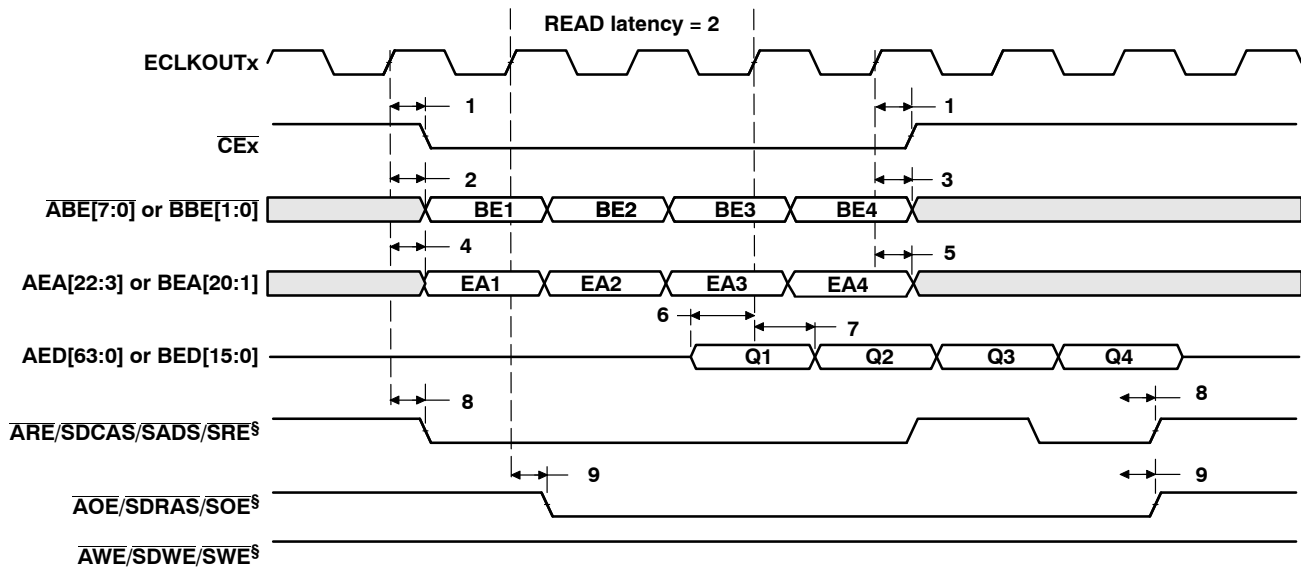 READ latency = 2
ECLKOUTx
1 1
CEx
2 3
ABE[7:0] or BBE[1:0] BE1 BE2 BE3 BE4
4 5
AEA[22:3] or BEA[20:1] EA1 EA2 EA3 EA4
6 7
AED[63:0] or BED[15:0] Q1 Q2 Q3 Q4
8 8
ARE/SDCAS/SADS/SRE§
9 9
AOE/SDRAS/SOE§
AWE/SDWE/SWE§